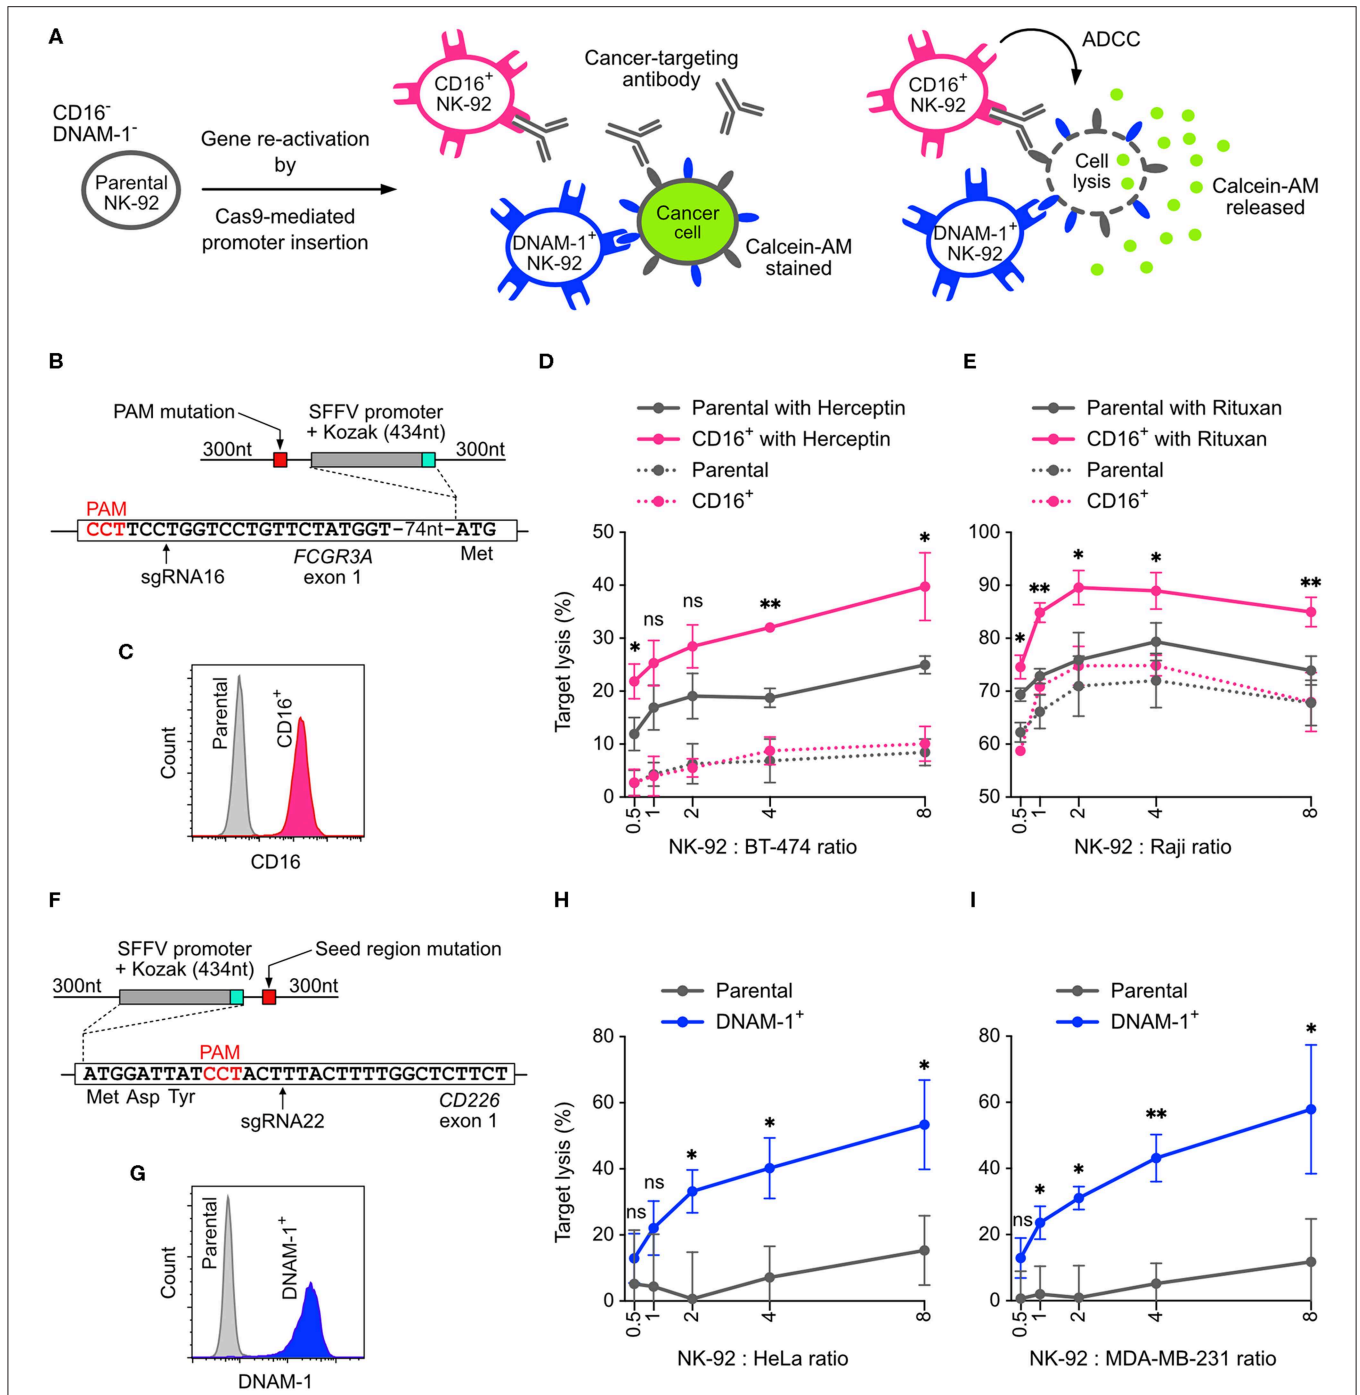 A
CD16-
DNAM-1-
Parental
NK-92
Gene re-activation
by
Cas9-mediated
promoter insertion
CD16+
NK-92
Cancer-targeting
antibody
DNAM-1+
NK-92
Cancer
cell
Calcein-AM
stained
CD16+
NK-92
ADCC
Cell
lysis
DNAM-1+
NK-92
Calcein-AM
released
B
PAM mutation
SFFV promoter
+ Kozak (434nt)
300nt
300nt
PAM
CCTTCCTGGTCCTGTTCTATGGT-74nt-ATG
Met
sgRNA16
FCGR3A
exon 1
C
Parental
CD16+
Count
CD16
D
Parental with Herceptin
CD16+ with Herceptin
Parental
CD16+
50
40
30
20
10
0
Target lysis (%)
*
ns
ns
**
*
0.5
1
2
4
8
NK-92 : BT-474 ratio
E
Parental with Rituxan
CD16+ with Rituxan
Parental
CD16+
100
90
80
70
60
50
*
**
*
*
**
0.5
1
2
4
8
NK-92 : Raji ratio
F
SFFV promoter
+ Kozak (434nt)
Seed region mutation
300nt
300nt
PAM
ATGGATTATCCTACTTTACTTTTGGCTCTTCT
Met Asp Tyr
sgRNA22
CD226
exon 1
G
Parental
DNAM-1+
Count
DNAM-1
H
Parental
DNAM-1+
80
60
40
20
0
Target lysis (%)
ns
ns
*
*
*
0.5
1
2
4
8
NK-92 : HeLa ratio
I
Parental
DNAM-1+
80
60
40
20
0
ns
*
*
**
*
0.5
1
2
4
8
NK-92 : MDA-MB-231 ratio